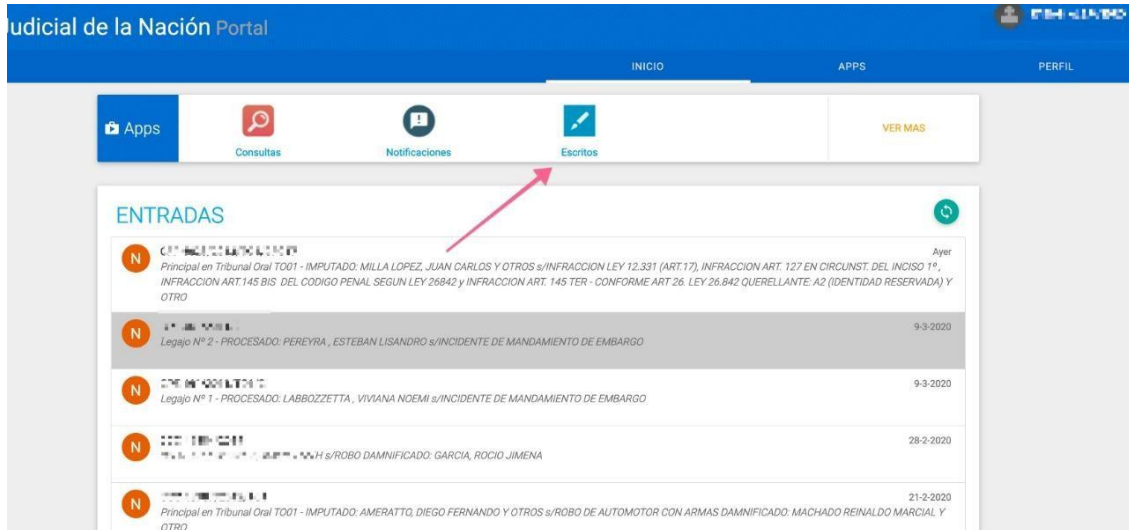 Judicial de la Nación Portal
INICIO
APPS
PERFIL
Apps
Consultas
Notificaciones
Escritos
VER MAS
ENTRADAS
N
Ayer
Principal en Tribunal Oral TO01 - IMPUTADO: MILLA LOPEZ, JUAN CARLOS Y OTROS s/INFRACCION LEY 12.331 (ART.17), INFRACCION ART. 127 EN CIRCUNST. DEL INCISO 1º,
INFRACCION ART.145 BIS DEL CODIGO PENAL SEGUN LEY 26842 y INFRACCION ART. 145 TER - CONFORME ART 26. LEY 26.842 QUERELLANTE: A2 (IDENTIDAD RESERVADA) Y
OTRO
N
9-3-2020
Legajo Nº 2 - PROCESADO: PEREYRA , ESTEBAN LISANDRO s/INCIDENTE DE MANDAMIENTO DE EMBARGO
N
9-3-2020
Legajo Nº 1 - PROCESADO: LABBOZZETTA , VIVIANA NOEMI s/INCIDENTE DE MANDAMIENTO DE EMBARGO
N
28-2-2020
H s/ROBO DAMNIFICADO: GARCIA, ROCIO JIMENA
N
21-2-2020
Principal en Tribunal Oral TO01 - IMPUTADO: AMERATTO, DIEGO FERNANDO Y OTROS s/ROBO DE AUTOMOTOR CON ARMAS DAMNIFICADO: MACHADO REINALDO MARCIAL Y
OTRO